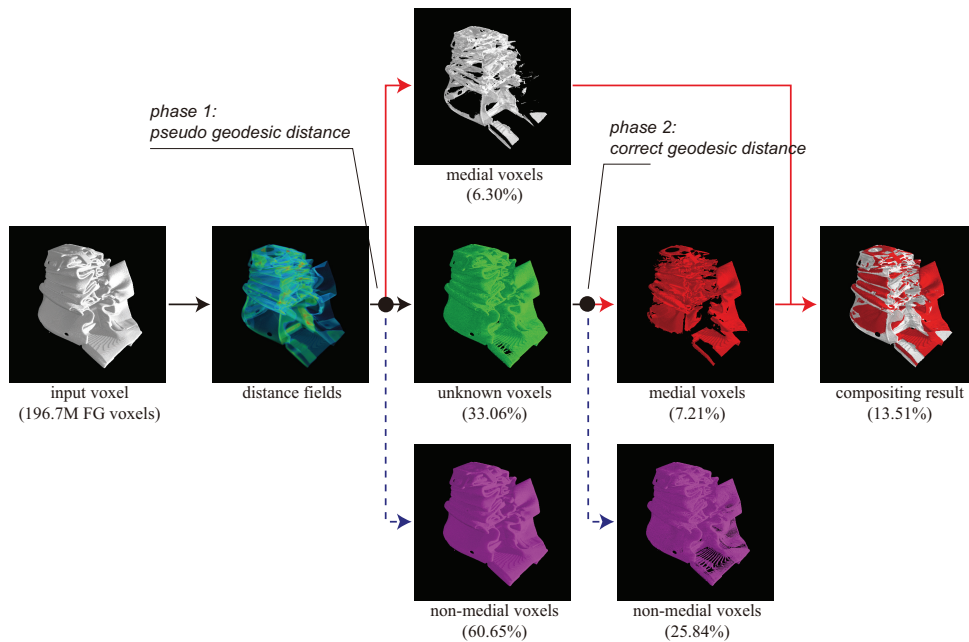 phase 1:
pseudo geodesic distance
medial voxels
(6.30%)
phase 2:
correct geodesic distance
input voxel
(196.7M FG voxels)
distance fields
unknown voxels
(33.06%)
medial voxels
(7.21%)
compositing result
(13.51%)
non-medial voxels
(60.65%)
non-medial voxels
(25.84%)